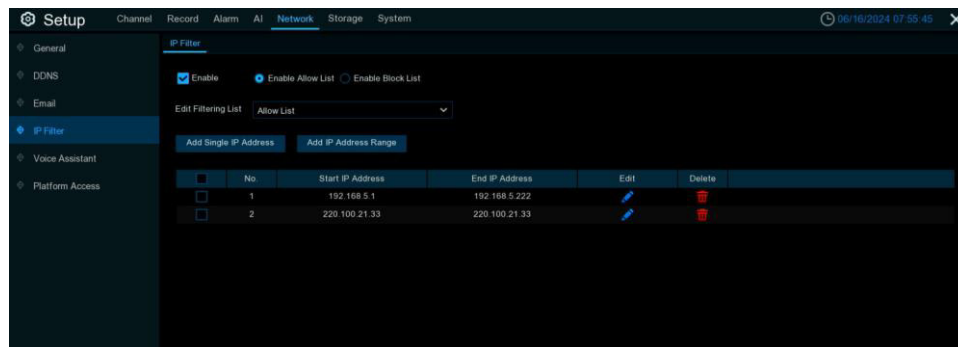 Setup Channel Record Alarm AI Network Storage System 06/16/2024 07:55:45
General
DDNS
Email
IP Filter
Voice Assistant
Platform Access
IP Filter
Enable Enable Allow List Enable Block List
Edit Filtering List Allow List
Add Single IP Address Add IP Address Range
No. Start IP Address End IP Address Edit Delete
1 192.168.5.1 192.168.5.222
2 220.100.21.33 220.100.21.33